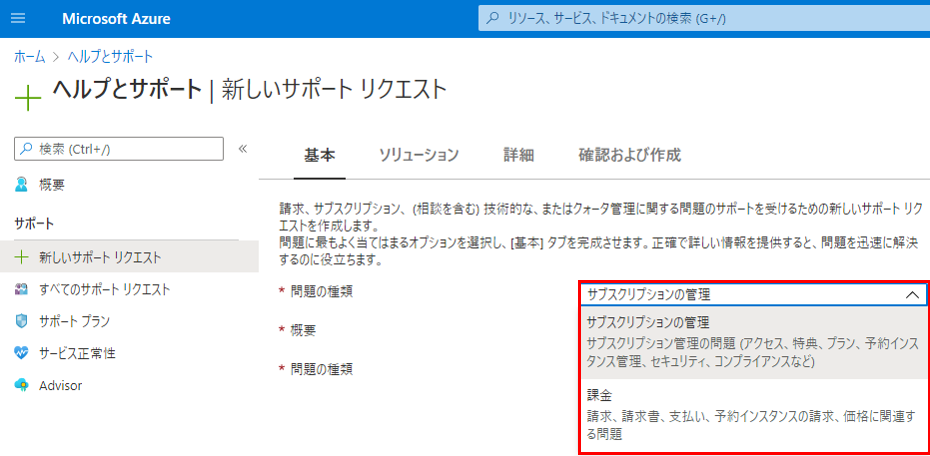 Microsoft Azure
リソース、サービス、ドキュメントの検索 (G+/)
ホーム > ヘルプとサポート
ヘルプとサポート | 新しいサポート リクエスト
検索 (Ctrl+/)
«
概要
サポート
新しいサポート リクエスト
すべてのサポート リクエスト
サポート プラン
サービス正常性
Advisor
基本
ソリューション
詳細
確認および作成
請求、サブスクリプション、(相談を含む) 技術的な、またはクォータ管理に関する問題のサポートを受けるための新しいサポート リク
エストを作成します。
問題に最もよく当てはまるオプションを選択し、[基本] タブを完成させます。正確で詳しい情報を提供すると、問題を迅速に解決
するのに役立ちます。
* 問題の種類
サブスクリプションの管理
* 概要
* 問題の種類
サブスクリプションの管理
サブスクリプション管理の問題 (アクセス、特典、プラン、予約インス
タンス管理、セキュリティ、コンプライアンスなど)
課金
請求、請求書、支払い、予約インスタンスの請求、価格に関連す
る問題